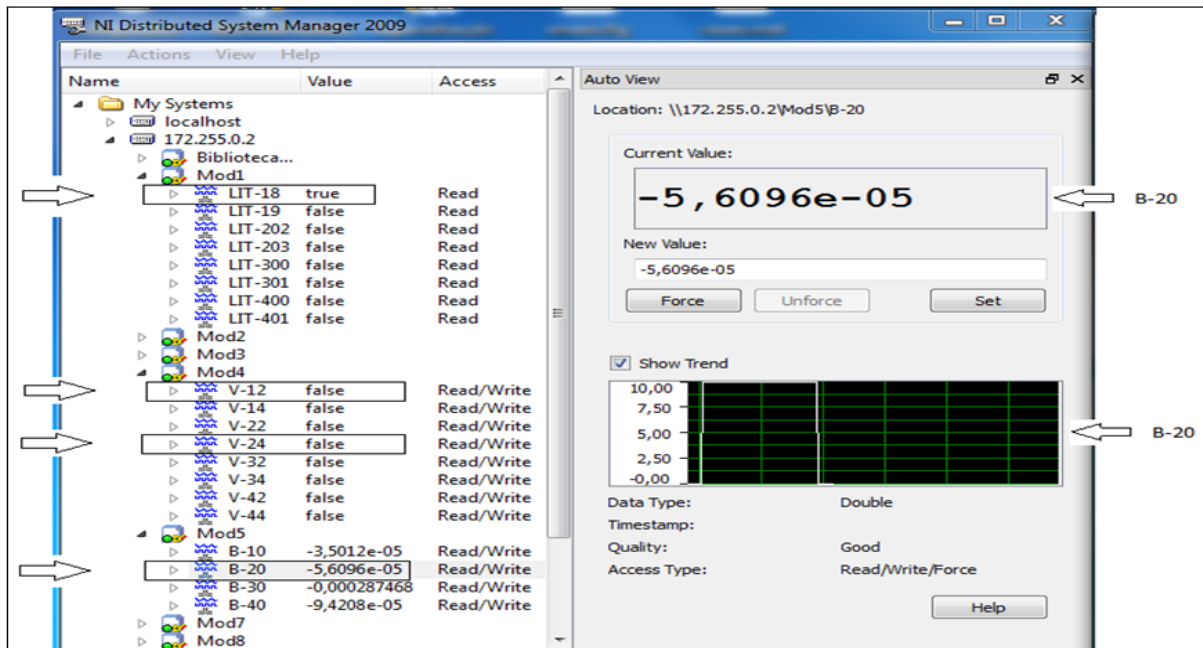 NI Distributed System Manager 2009
File Actions View Help
Name Value Access
My Systems
localhost
172.255.0.2
Biblioteca...
Mod1
LIT-18 true Read
LIT-19 false Read
LIT-202 false Read
LIT-203 false Read
LIT-300 false Read
LIT-301 false Read
LIT-400 false Read
LIT-401 false Read
Mod2
Mod3
Mod4
V-12 false Read/Write
V-14 false Read/Write
V-22 false Read/Write
V-24 false Read/Write
V-32 false Read/Write
V-34 false Read/Write
V-42 false Read/Write
V-44 false Read/Write
Mod5
B-10 -3,5012e-05 Read/Write
B-20 -5,6096e-05 Read/Write
B-30 -0,000287468 Read/Write
B-40 -9,4208e-05 Read/Write
Mod7
Mod8
Auto View
Location: \\172.255.0.2\Mod5\B-20
Current Value:
-5,6096e-05
B-20
New Value:
-5,6096e-05
Force Unforce Set
Show Trend
10,00
7,50
5,00
2,50
-0,00
B-20
Data Type: Double
Timestamp:
Quality: Good
Access Type: Read/Write/Force
Help